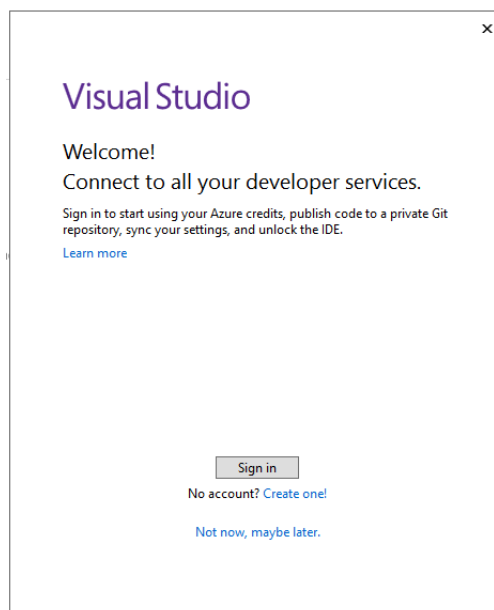 Visual Studio
Welcome!
Connect to all your developer services.
Sign in to start using your Azure credits, publish code to a private Git
repository, sync your settings, and unlock the IDE.
Learn more
Sign in
No account? Create one!
Not now, maybe later.